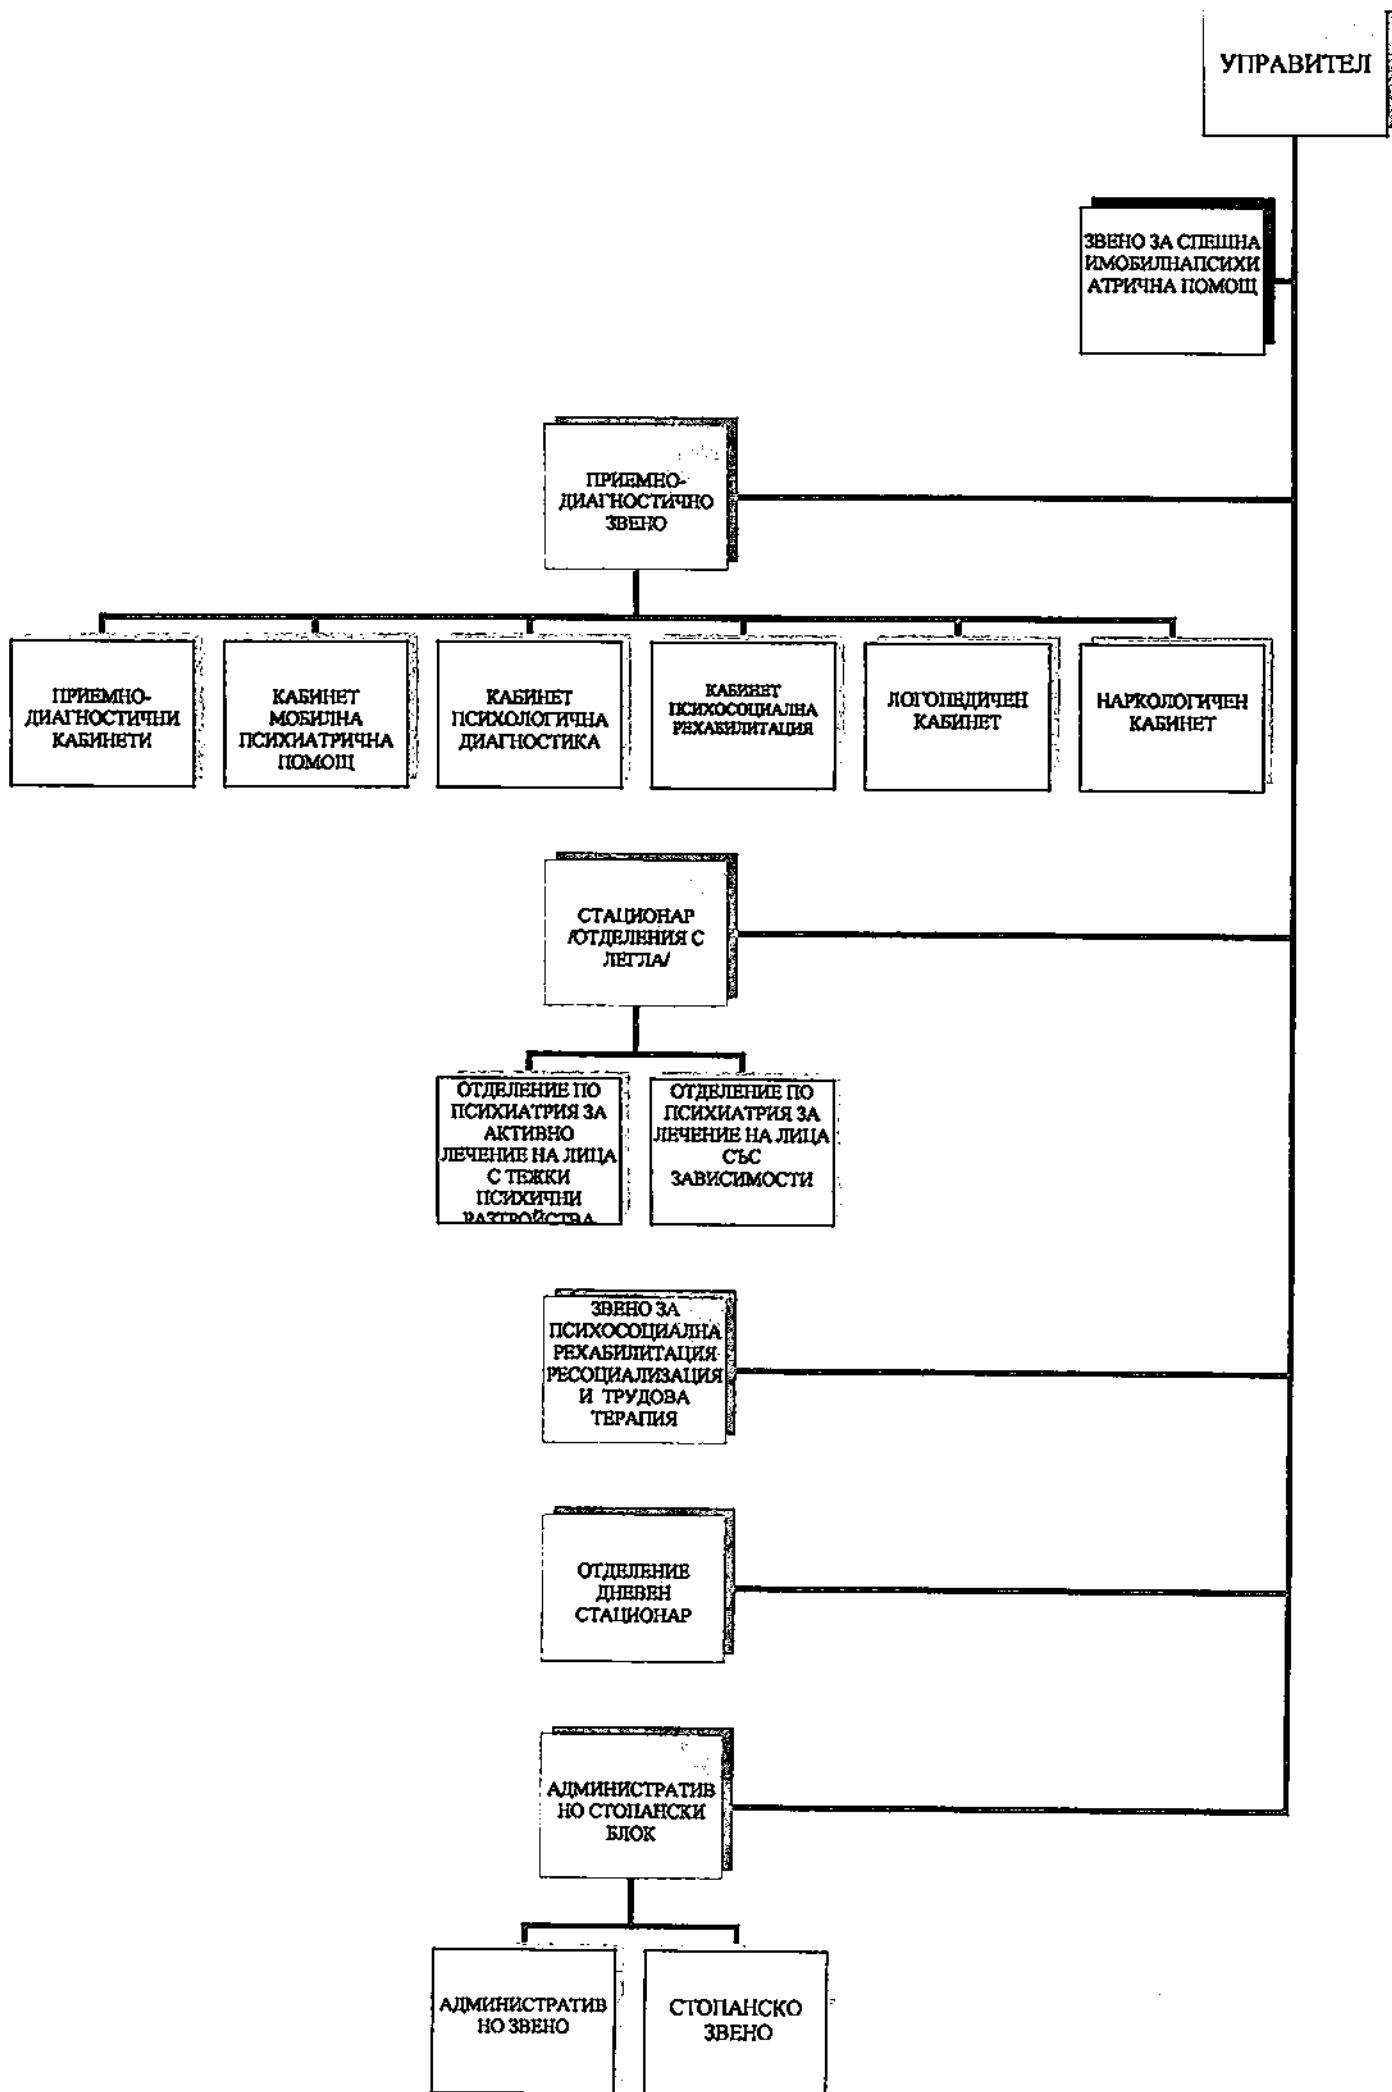 УПРАВИТЕЛ
ЗВЕНО ЗА СПЕШНА
ИМОБИЛНАПСИХИ
АТРИЧНА ПОМОЩ
ПРИЕМНО-
ДИАГНОСТИЧНО
ЗВЕНО
ПРИЕМНО-
ДИАГНОСТИЧНИ
КАБИНЕТИ
КАБИНЕТ
МОБИЛНА
ПСИХИАТРИЧНА
ПОМОЩ
КАБИНЕТ
ПСИХОЛОГИЧНА
ДИАГНОСТИКА
КАБИНЕТ
ПСИХОСОЦИАЛНА
РЕХАБИЛИТАЦИЯ
ЛОГОПЕДИЧЕН
КАБИНЕТ
НАРКОЛОГИЧЕН
КАБИНЕТ
СТАЦИОНАР
/ОТДЕЛЕНИЯ С
ЛЕГЛА/
ОТДЕЛЕНИЕ ПО
ПСИХИАТРИЯ ЗА
АКТИВНО
ЛЕЧЕНИЕ НА ЛИЦА
С ТЕЖКИ
ПСИХИЧНИ
РАЗТРОЙСТВА
ОТДЕЛЕНИЕ ПО
ПСИХИАТРИЯ ЗА
ЛЕЧЕНИЕ НА ЛИЦА
СЪС
ЗАВИСИМОСТИ
ЗВЕНО ЗА
ПСИХОСОЦИАЛНА
РЕХАБИЛИТАЦИЯ
РЕСОЦИАЛИЗАЦИЯ
И ТРУДОВА
ТЕРАПИЯ
ОТДЕЛЕНИЕ
ДНЕВЕН
СТАЦИОНАР
АДМИНИСТРАТИВ
НО СТОПАНСКИ
БЛОК
АДМИНИСТРАТИВ
НО ЗВЕНО
СТОПАНСКО
ЗВЕНО